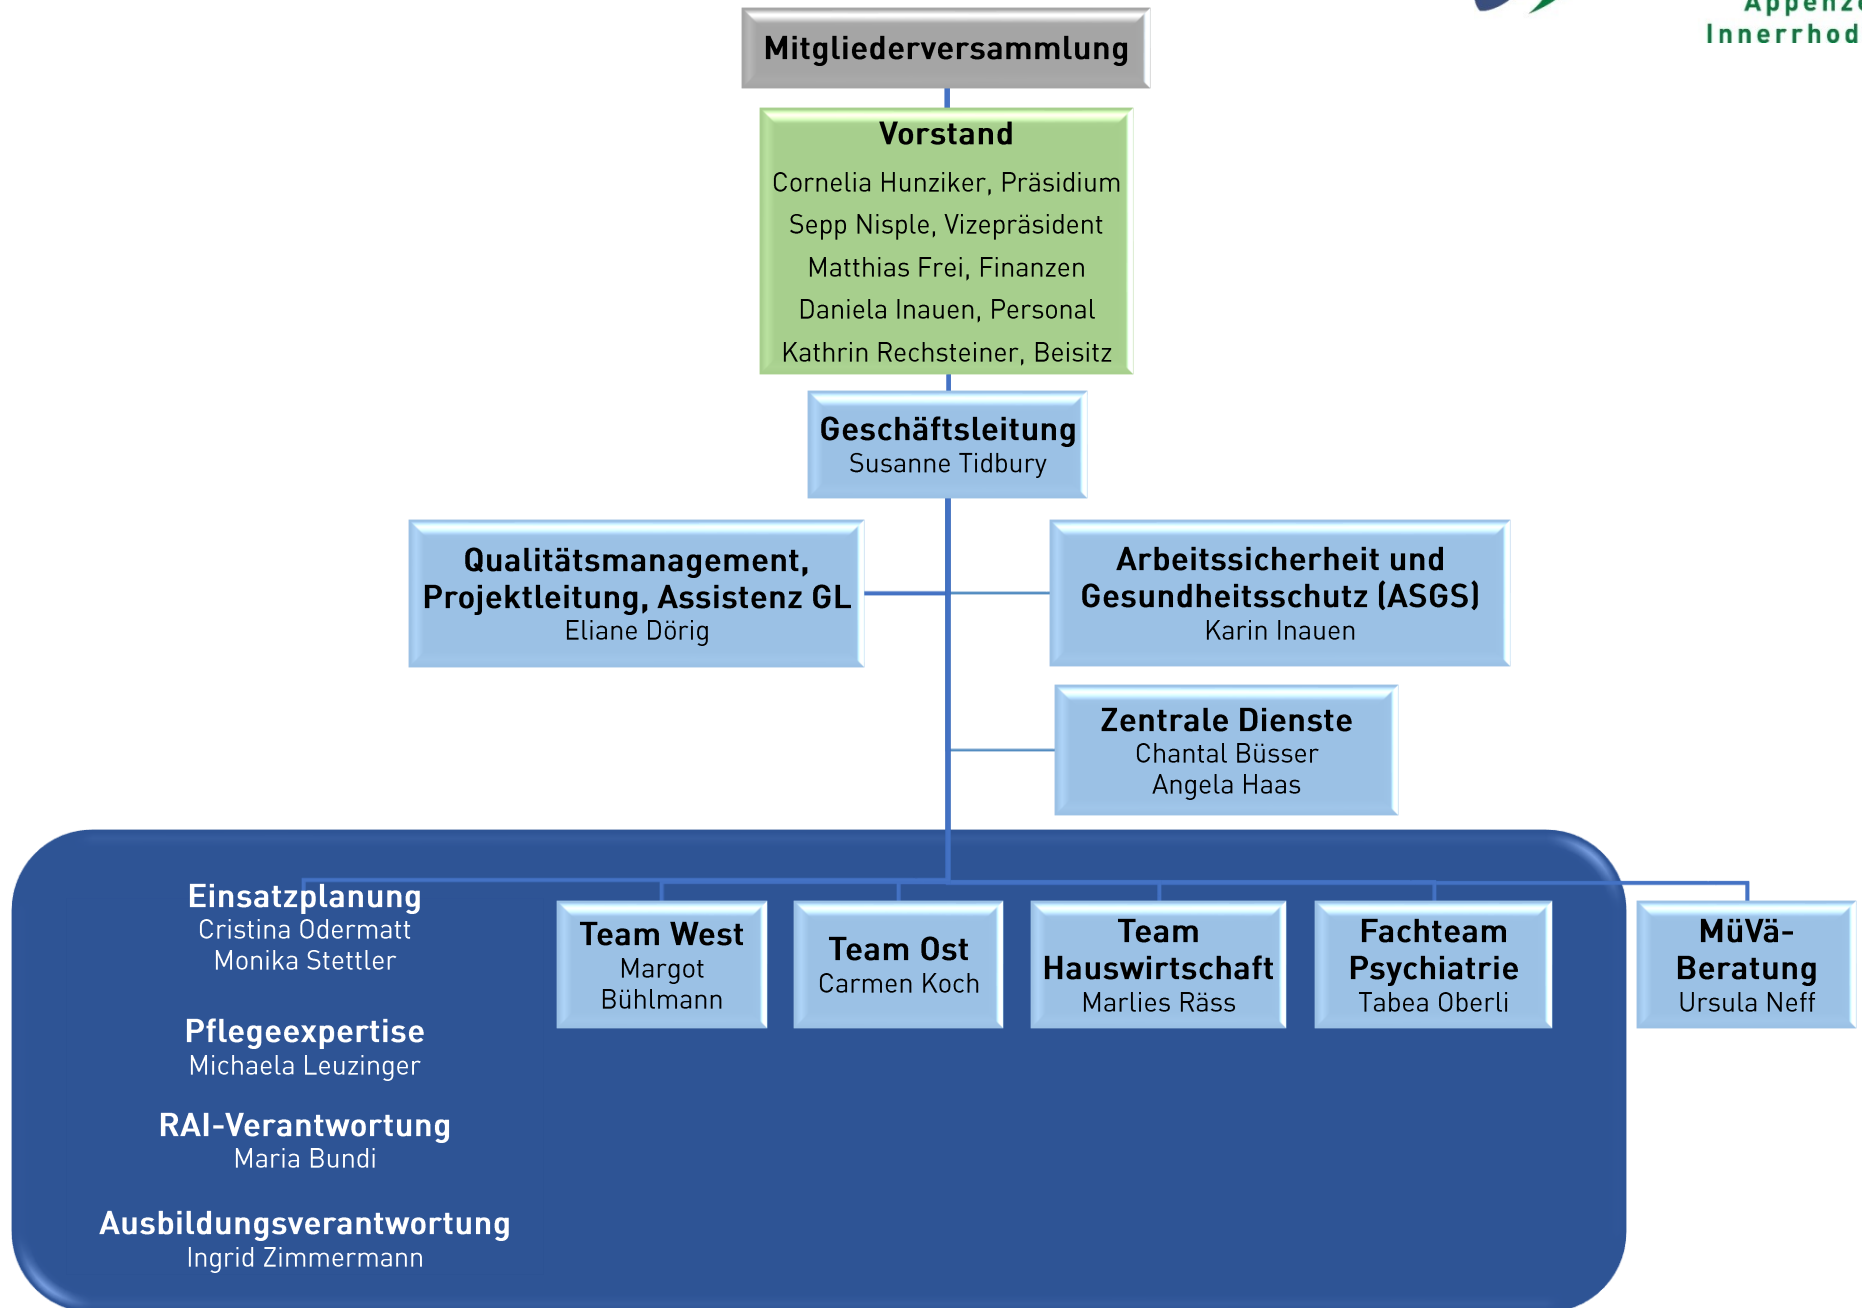 Innerrhod
Mitgliederversammlung
Vorstand
Cornelia Hunziker, Präsidium
Sepp Nisple, Vizepräsident
Matthias Frei, Finanzen
Daniela Inauen, Personal
Kathrin Rechsteiner, Beisitz
Geschäftsleitung
Susanne Tidbury
Qualitätsmanagement,
Projektleitung, Assistenz GL
Eliane Dörig
Arbeitssicherheit und
Gesundheitsschutz (ASGS)
Karin Inauen
Zentrale Dienste
Chantal Büsser
Angela Haas
Einsatzplanung
Cristina Odermatt
Monika Stettler
Pflegeexpertise
Michaela Leuzinger
RAI-Verantwortung
Maria Bundi
Ausbildungsverantwortung
Ingrid Zimmermann
Team West
Margot
Bühlmann
Team Ost
Carmen Koch
Team
Hauswirtschaft
Marlies Räss
Fachteam
Psychiatrie
Tabea Oberli
MüVä-
Beratung
Ursula Neff